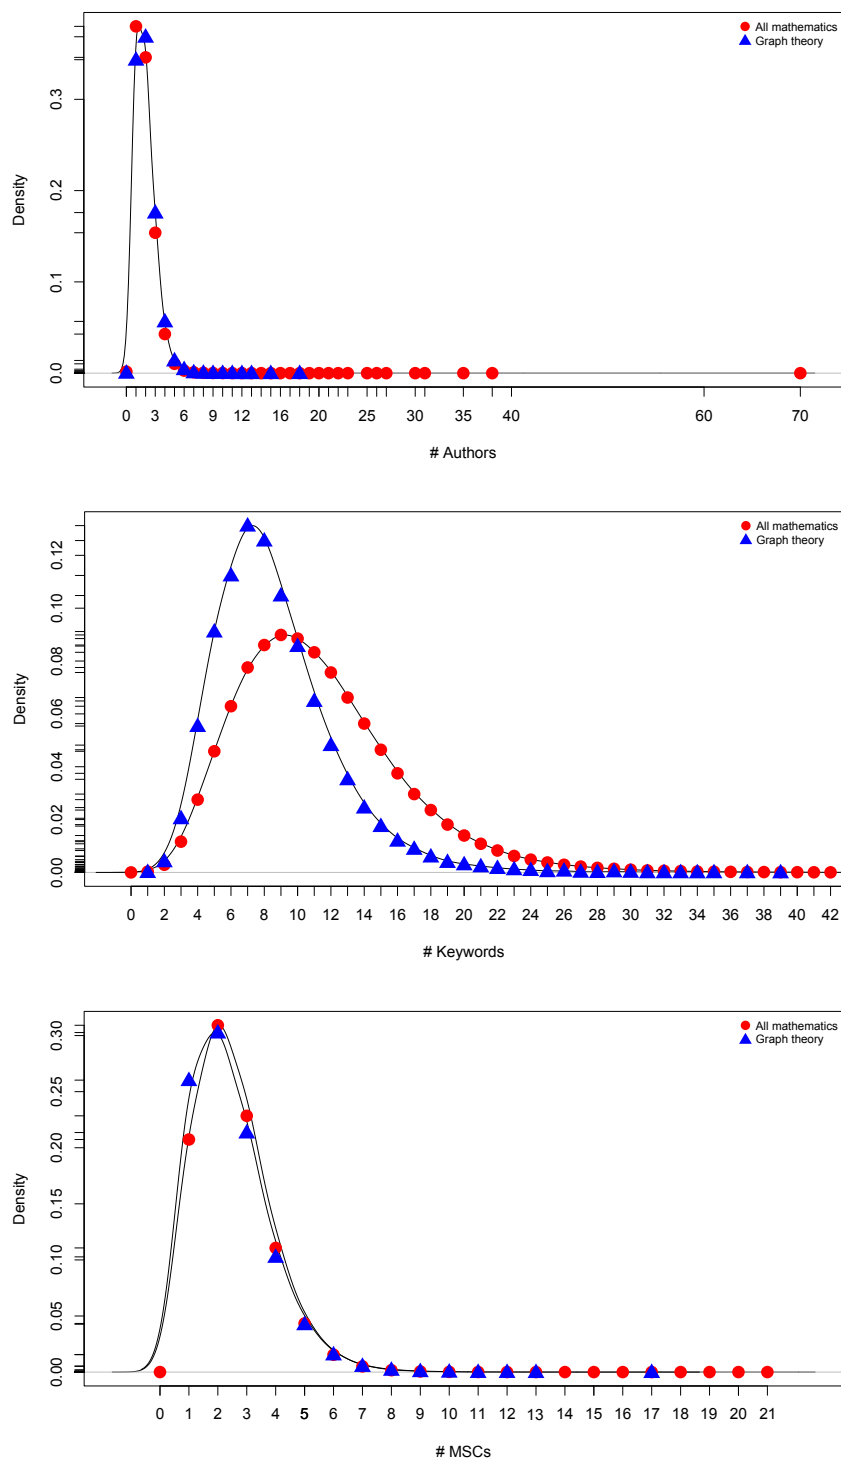 All mathematics
Graph theory
Density
0.0 0.1 0.2 0.3
0 3 6 9 12 16 20 25 30 35 40 60 70
# Authors
All mathematics
Graph theory
Density
0.00 0.02 0.04 0.06 0.08 0.10 0.12
0 2 4 6 8 10 12 14 16 18 20 22 24 26 28 30 32 34 36 38 40 42
# Keywords
All mathematics
Graph theory
Density
0.00 0.05 0.10 0.15 0.20 0.25 0.30
0 1 2 3 4 5 6 7 8 9 10 11 12 13 14 15 16 17 18 19 20 21
# MSCs